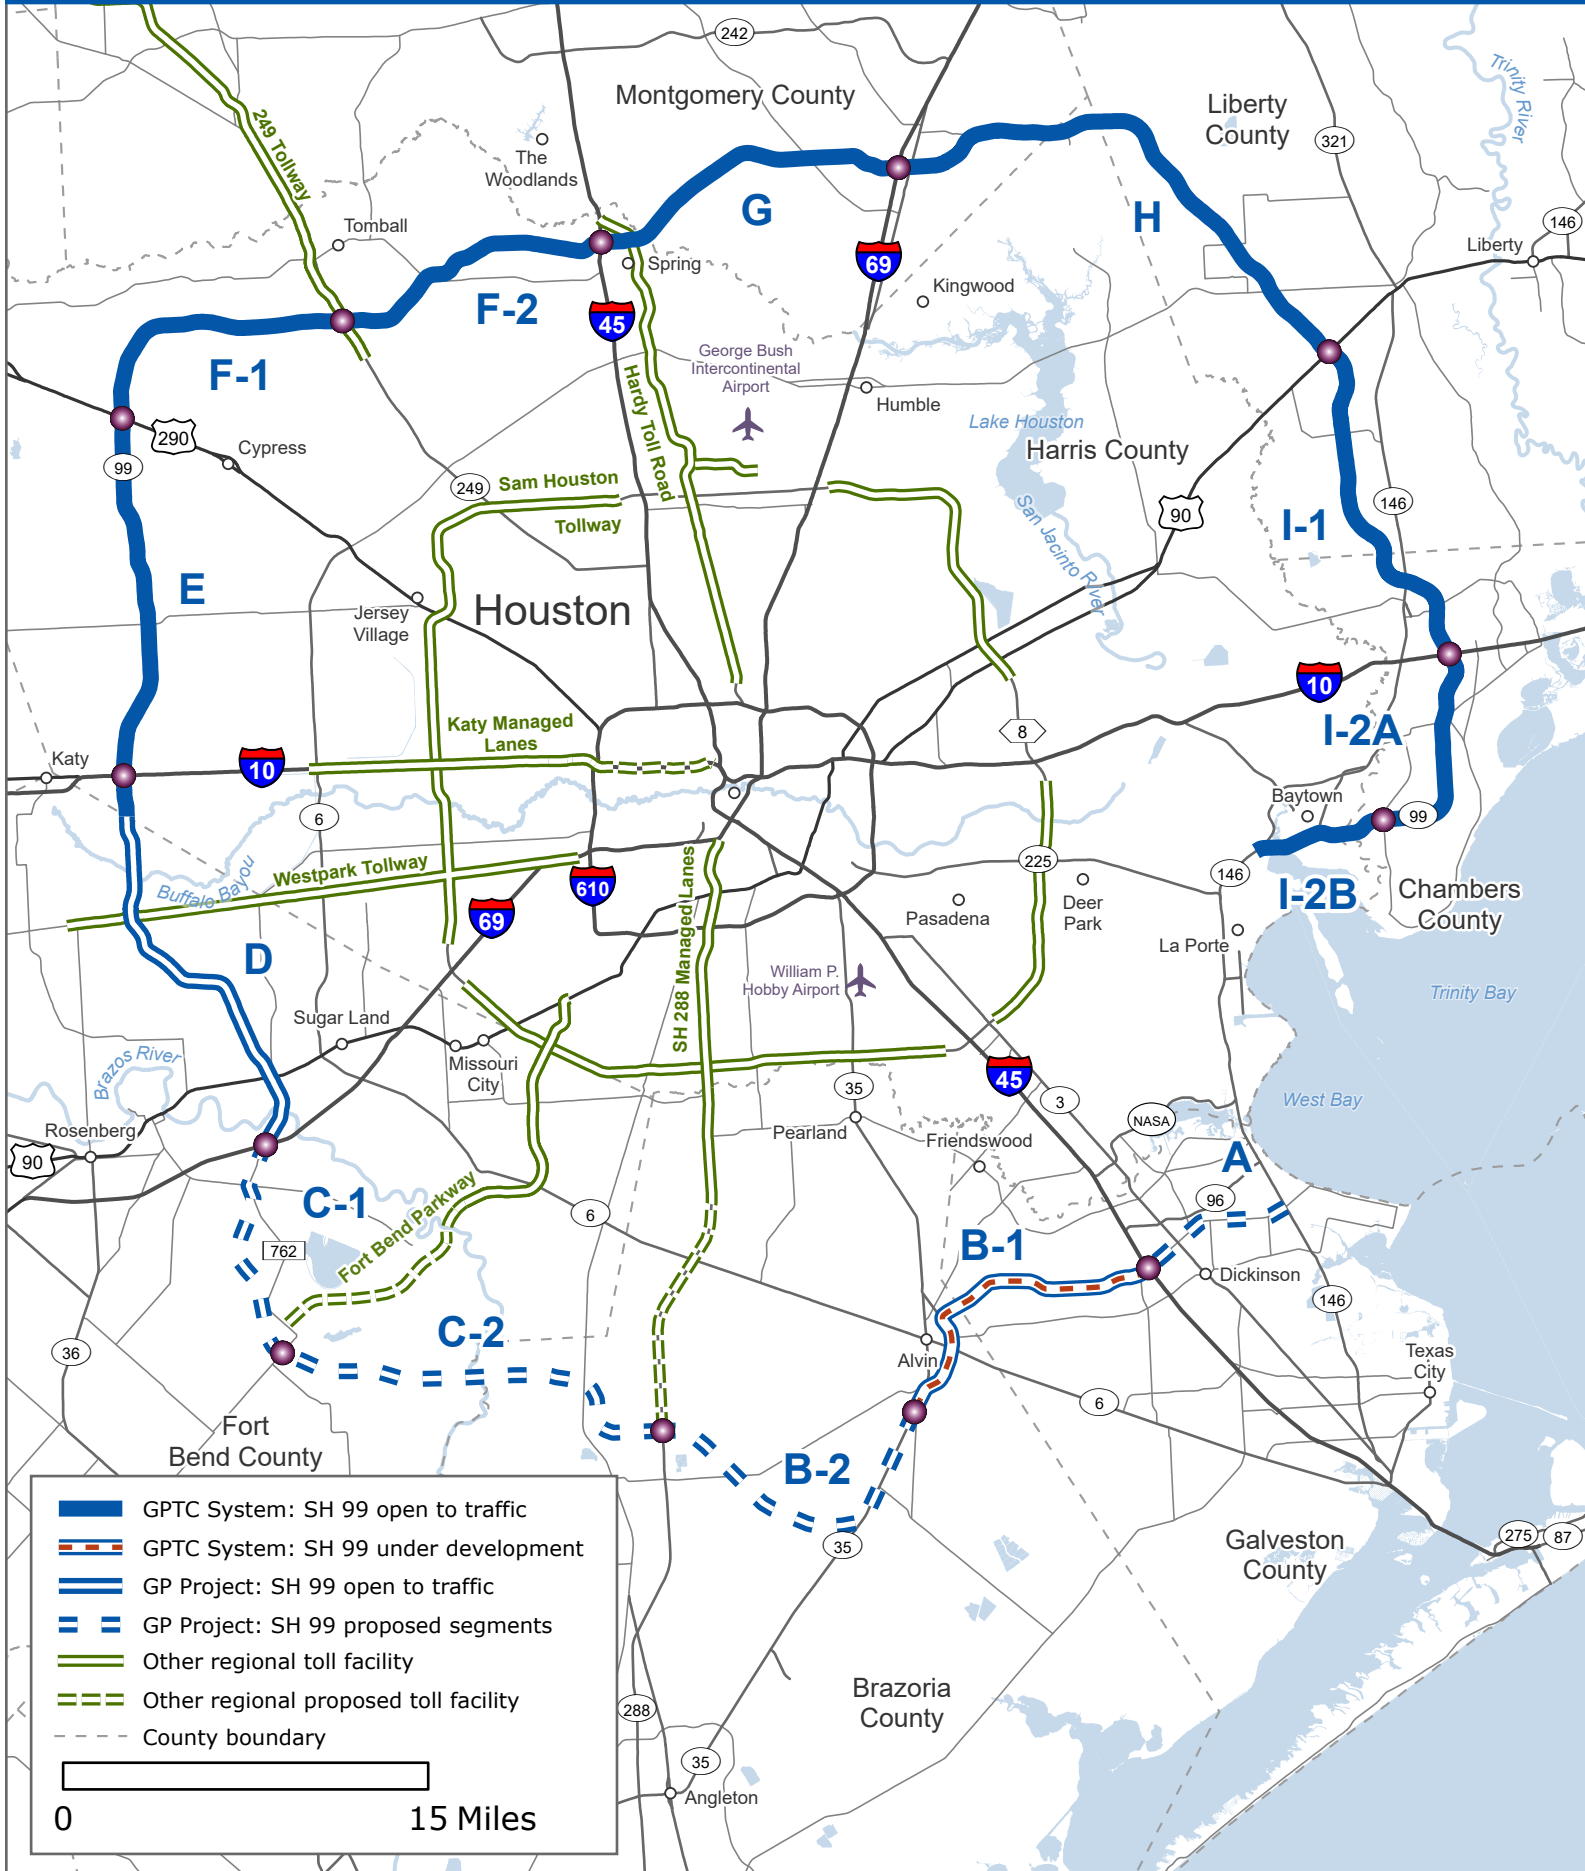 242
Montgomery County
Liberty
County
Trinity River
321
249 Tollway
The
Woodlands
146
Tomball
G
H
Liberty
Spring
69
Kingwood
F-2
45
George Bush
Intercontinental
Airport
F-1
Hardy Toll Road
Humble
Lake Houston
290
Cypress
Harris County
99
249
Sam Houston
Tollway
146
90
San Jacinto River
I-1
E
Jersey
Village
Houston
10
Katy Managed
Lanes
8
I-2A
Katy
10
Baytown
6
99
Westpark Tollway
225
Buffalo Bayou
610
146
I-2B
Chambers
County
69
SH 288 Managed Lanes
Pasadena
Deer
Park
La Porte
D
William P.
Hobby Airport
Trinity Bay
Sugar Land
Missouri
City
Brazos River
45
35
3
West Bay
NASA
Rosenberg
Pearland
Friendswood
90
A
C-1
96
6
762
Fort Bend Parkway
B-1
Dickinson
146
C-2
36
Alvin
Texas
City
6
Fort
Bend County
B-2
35
Galveston
County
275
87
GPTC System: SH 99 open to traffic
GPTC System: SH 99 under development
GP Project: SH 99 open to traffic
GP Project: SH 99 proposed segments
Other regional toll facility
Other regional proposed toll facility
County boundary
0
15 Miles
Brazoria
County
288
35
Angleton